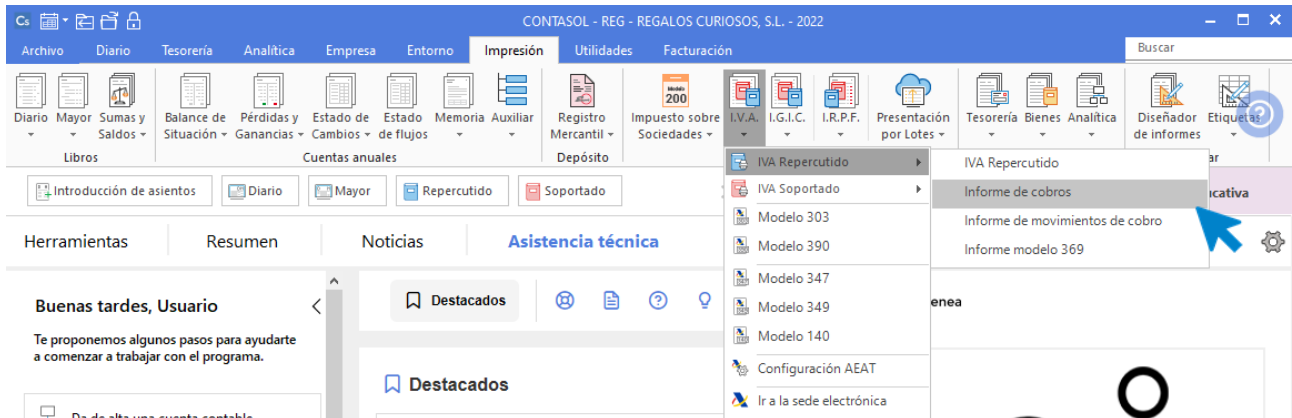 Cs
CONTASOL - REG - REGALOS CURIOSOS, S.L. - 2022
Archivo Diario Tesorería Analítica Empresa Entorno Impresión Utilidades Facturación Buscar
Modelo
200
Diario Mayor Sumas y Saldos Balance de Situación Pérdidas y Ganancias Estado de Cambios Estado de flujos Memoria Auxiliar Registro Mercantil Impuesto sobre Sociedades I.V.A. I.G.I.C. I.R.P.F. Presentación por Lotes Tesorería Bienes Analítica Diseñador de informes Etiquetas
Libros Cuentas anuales Depósito
Introducción de asientos Diario Mayor Repercutido Soportado
Herramientas Resumen Noticias Asistencia técnica
IVA Repercutido
IVA Soportado
Modelo 303
Modelo 390
Modelo 347
Modelo 349
Modelo 140
Configuración AEAT
Ir a la sede electrónica
IVA Repercutido
Informe de cobros
Informe de movimientos de cobro
Informe modelo 369
Buenas tardes, Usuario
Te proponemos algunos pasos para ayudarte
a comenzar a trabajar con el programa.
Destacados
Destacados